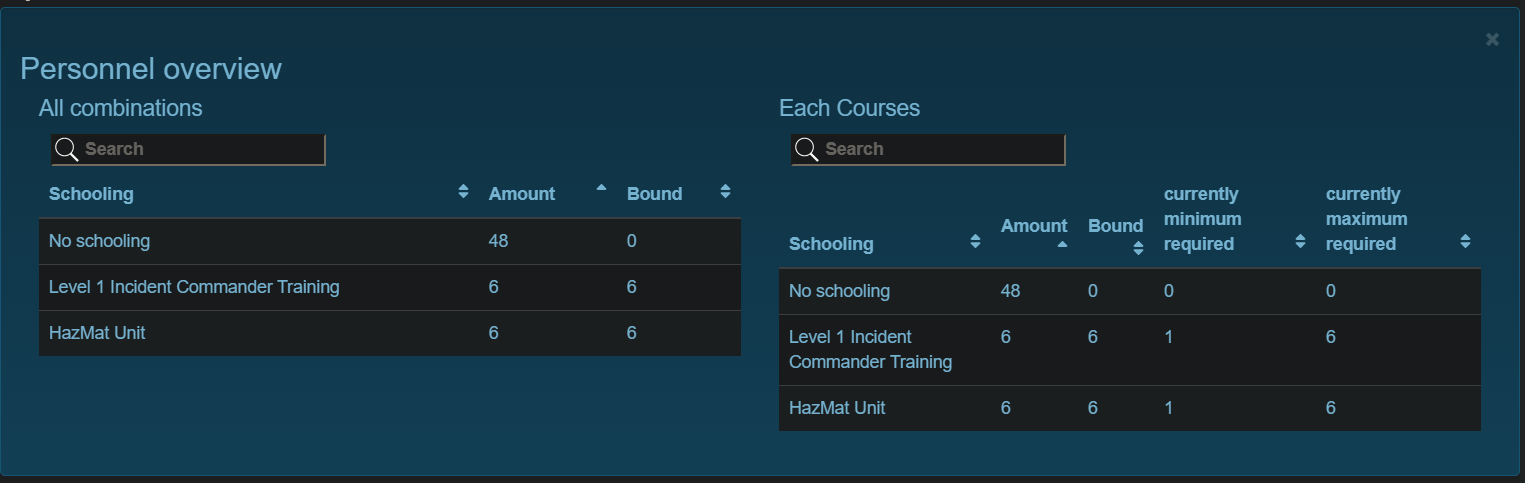 Personnel overview
All combinations
Search
Schooling Amount Bound
No schooling 48 0
Level 1 Incident Commander Training 6 6
HazMat Unit 6 6
Each Courses
Search
Schooling Amount Bound currently minimum required currently maximum required
No schooling 48 0 0 0
Level 1 Incident
Commander Training 6 6 1 6
HazMat Unit 6 6 1 6